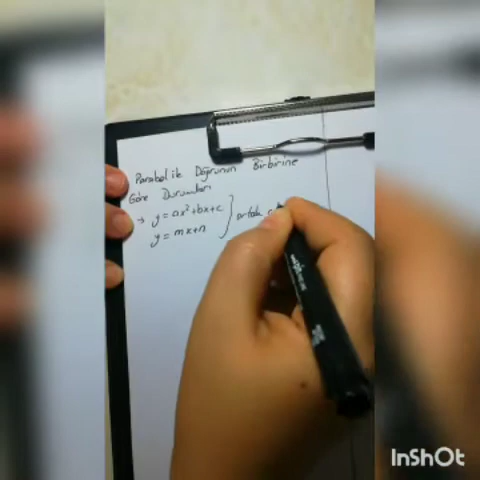 Parabol ile Doğrunun Birbirine
Göre Durumları
→ y = ax²+bx+c
y = mx+n
ortak
InShOt